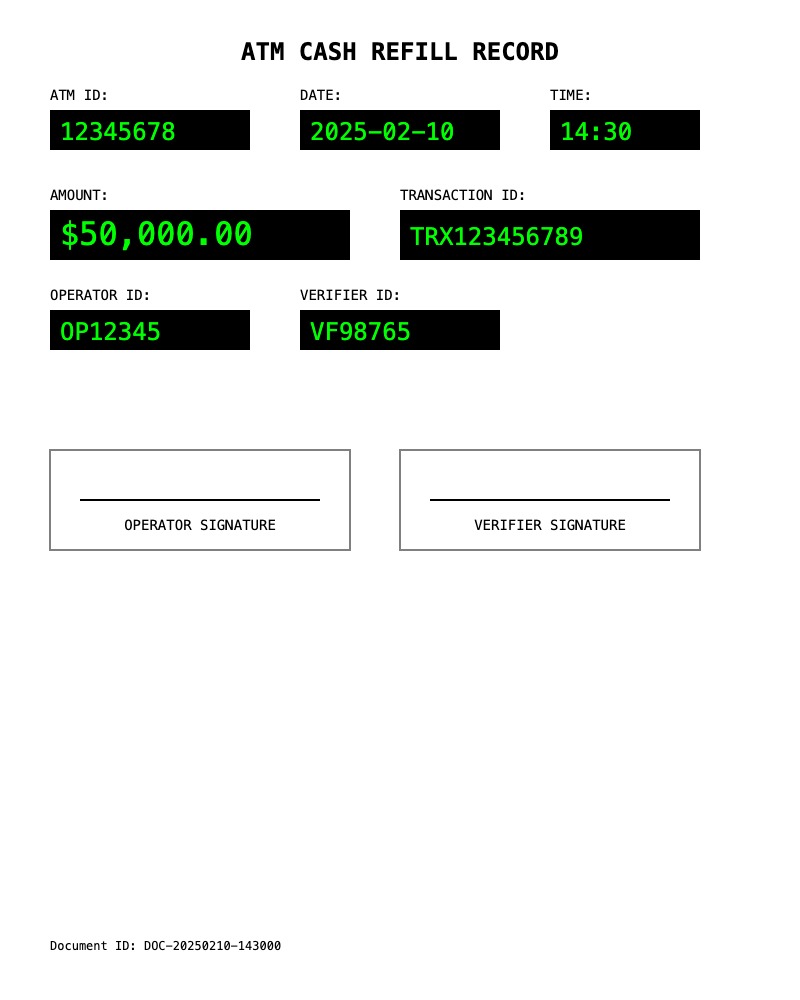 ATM CASH REFILL RECORD
ATM ID: DATE: TIME:
12345678 2025-02-10 14:30
AMOUNT: TRANSACTION ID:
$50,000.00 TRX123456789
OPERATOR ID: VERIFIER ID:
OP12345 VF98765
OPERATOR SIGNATURE VERIFIER SIGNATURE
Document ID: DOC-20250210-143000